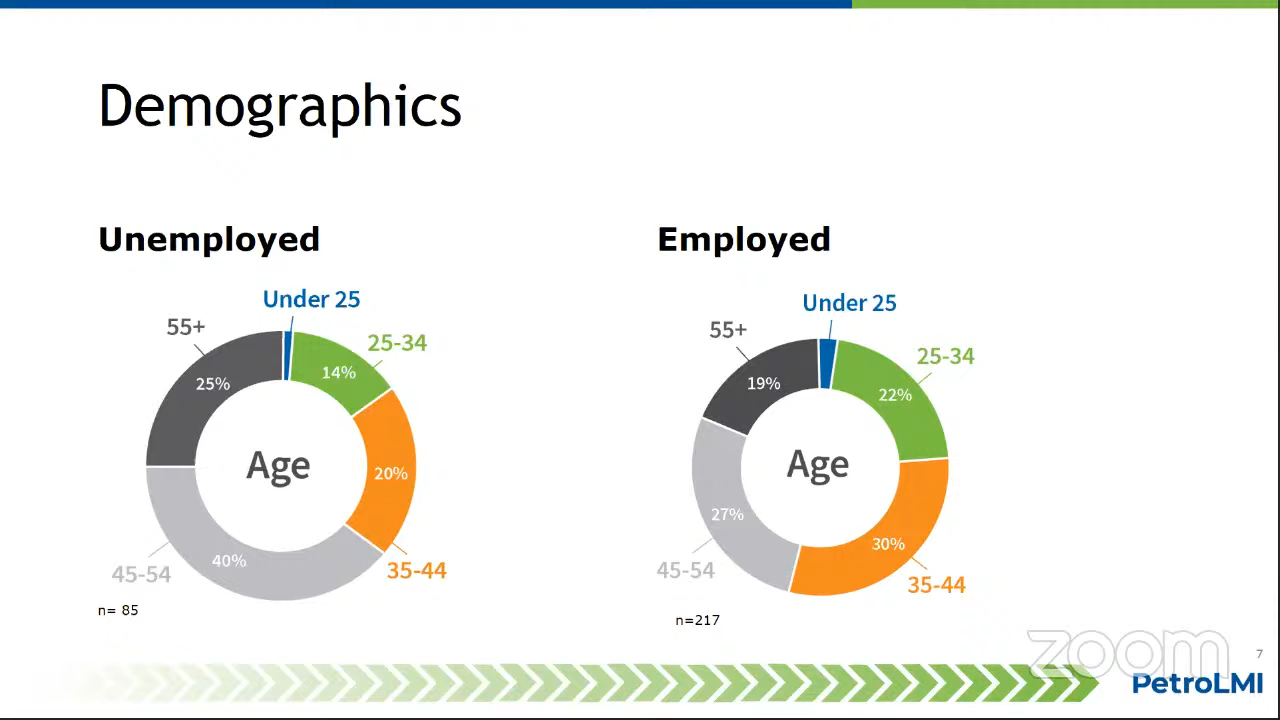 Demographics
Unemployed
Under 25
55+
25-34
25%
14%
Age
20%
40%
45-54
35-44
n= 85
Employed
Under 25
55+
25-34
19%
22%
Age
27%
30%
45-54
35-44
n=217
zoom
7
PetroLMI